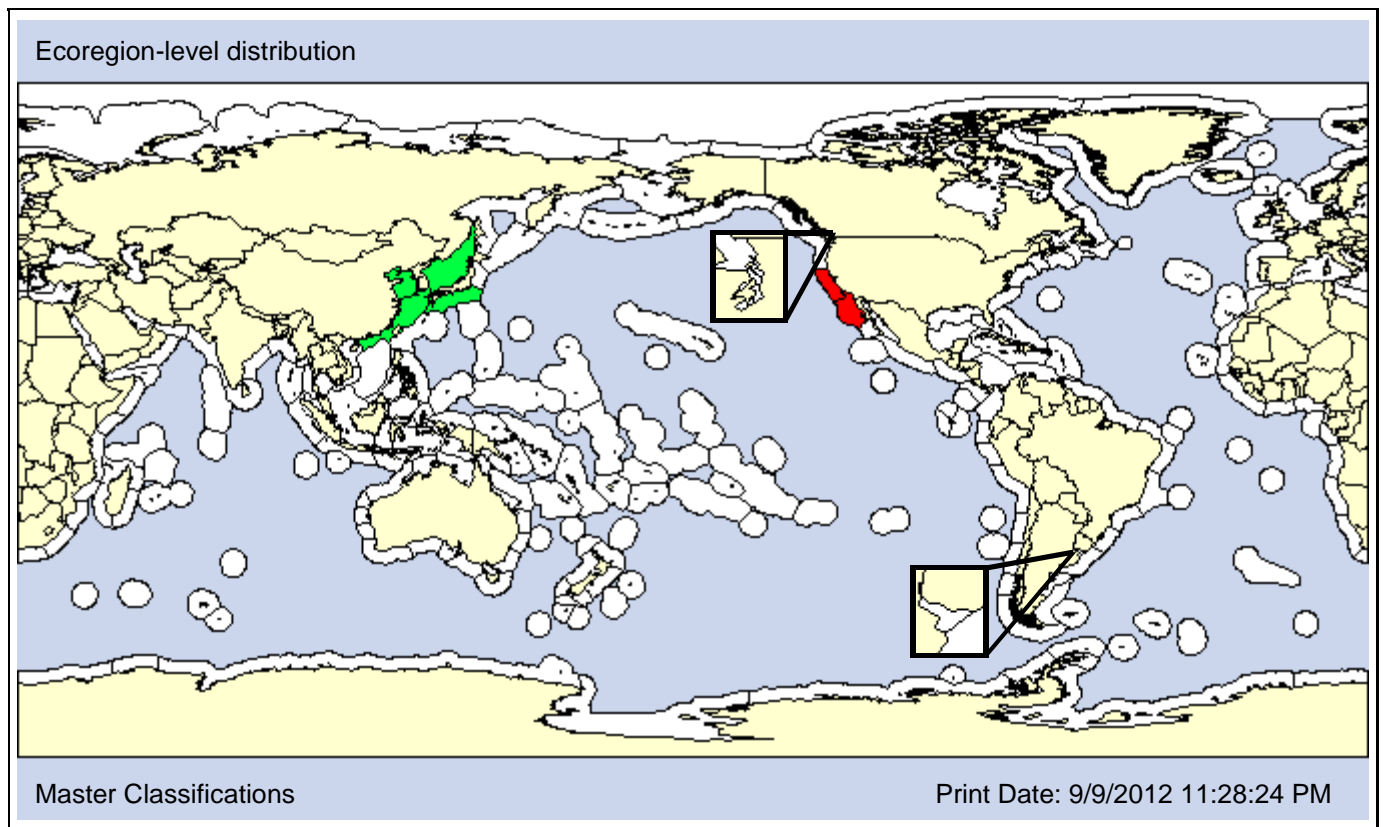 Ecoregion-level distribution
Master Classifications
Print Date: 9/9/2012 11:28:24 PM